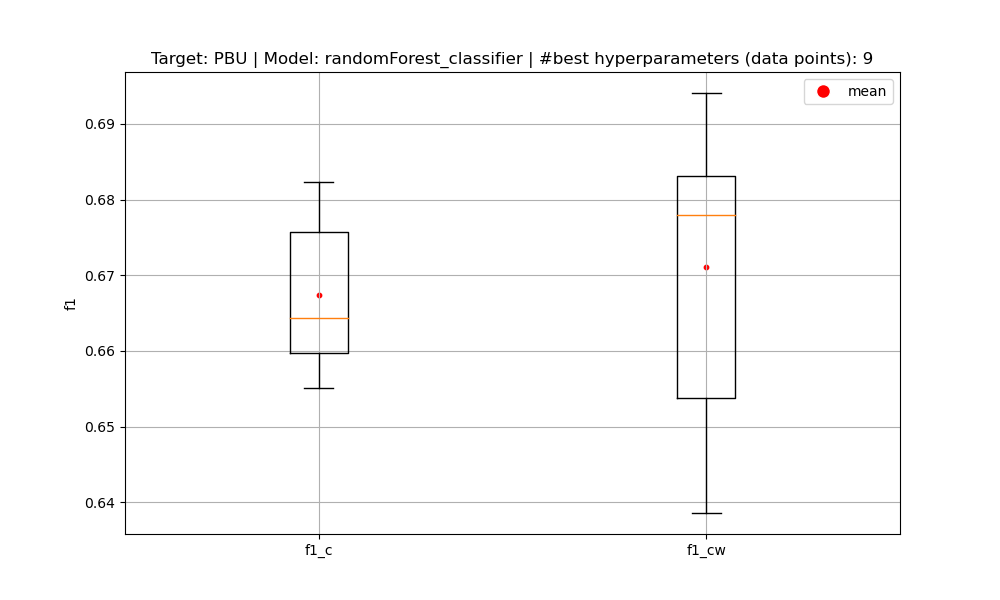 Target: PBU | Model: randomForest_classifier | #best hyperparameters (data points): 9
mean
0.69
0.68
0.67
0.66
0.65
0.64
f1
f1_c
f1_cw